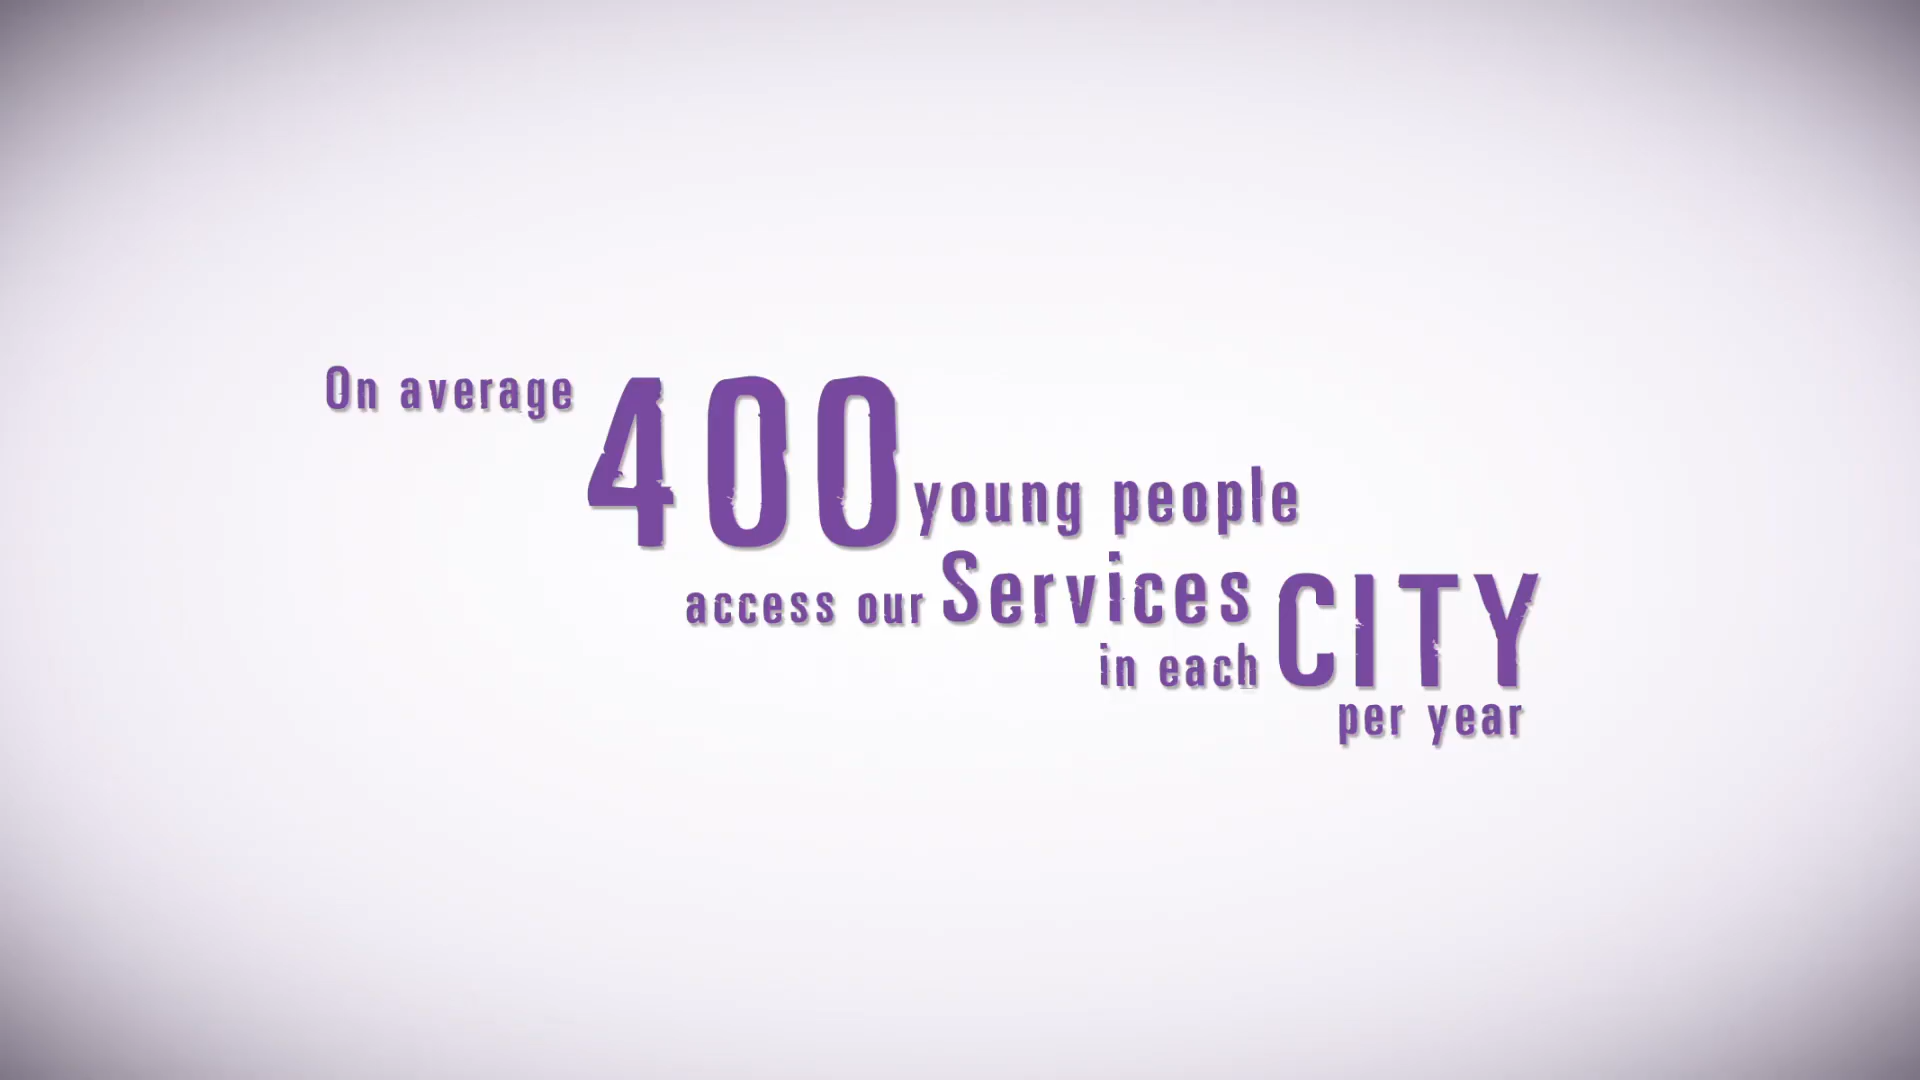 On average 400 young people
access our Services
in each CITY
per year